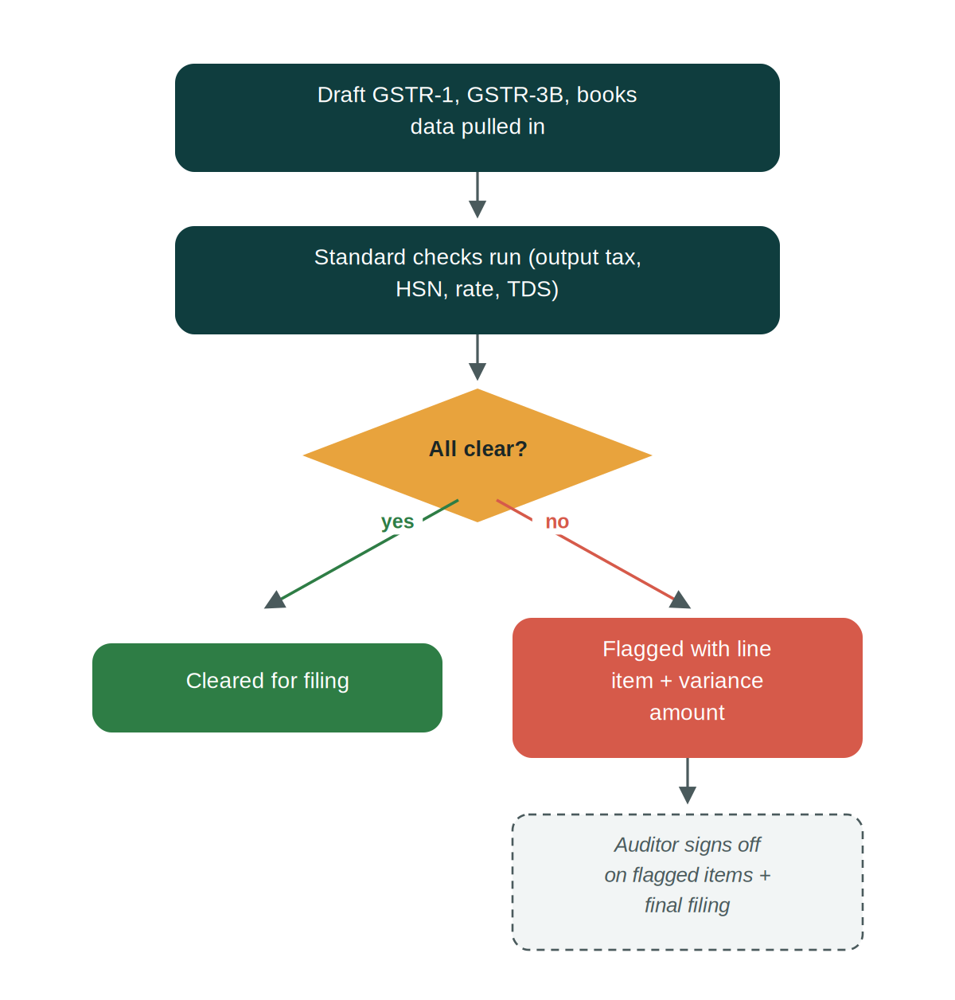 Draft GSTR-1, GSTR-3B, books
data pulled in
Standard checks run (output tax,
HSN, rate, TDS)
All clear?
yes
no
Cleared for filing
Flagged with line
item + variance
amount
Auditor signs off
on flagged items +
final filing